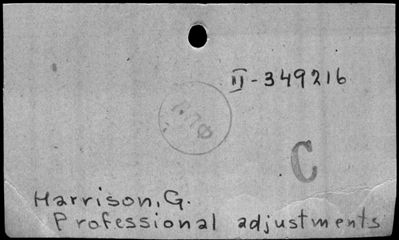 II-349216
C
Harrison, G.
Professional adjustments